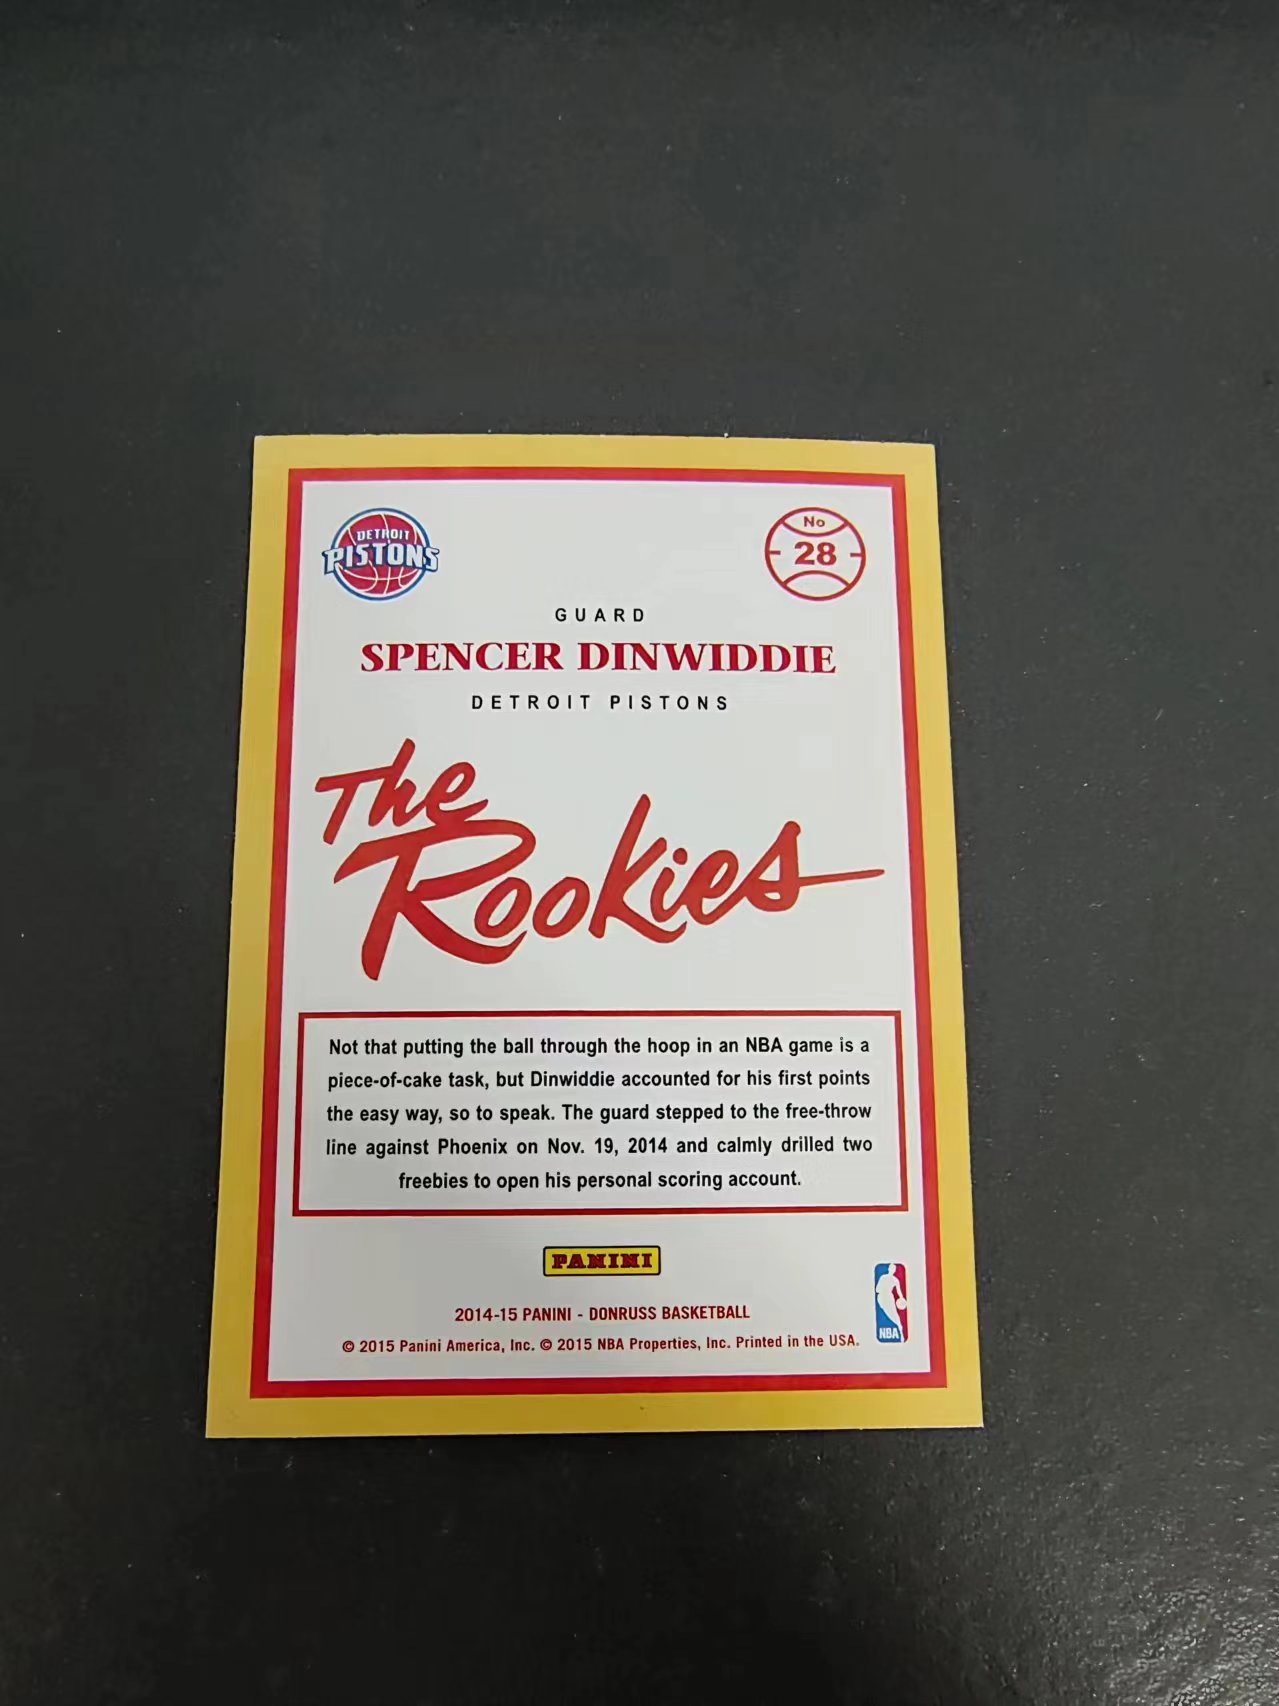 DETROIT
PISTONS
No
28
GUARD
SPENCER DINWIDDIE
DETROIT PISTONS
The
Rookies
Not that putting the ball through the hoop in an NBA game is a
piece-of-cake task, but Dinwiddie accounted for his first points
the easy way, so to speak. The guard stepped to the free-throw
line against Phoenix on Nov. 19, 2014 and calmly drilled two
freebies to open his personal scoring account.
PANINI
2014-15 PANINI - DONRUSS BASKETBALL
© 2015 Panini America, Inc. © 2015 NBA Properties, Inc. Printed in the USA.
NBA